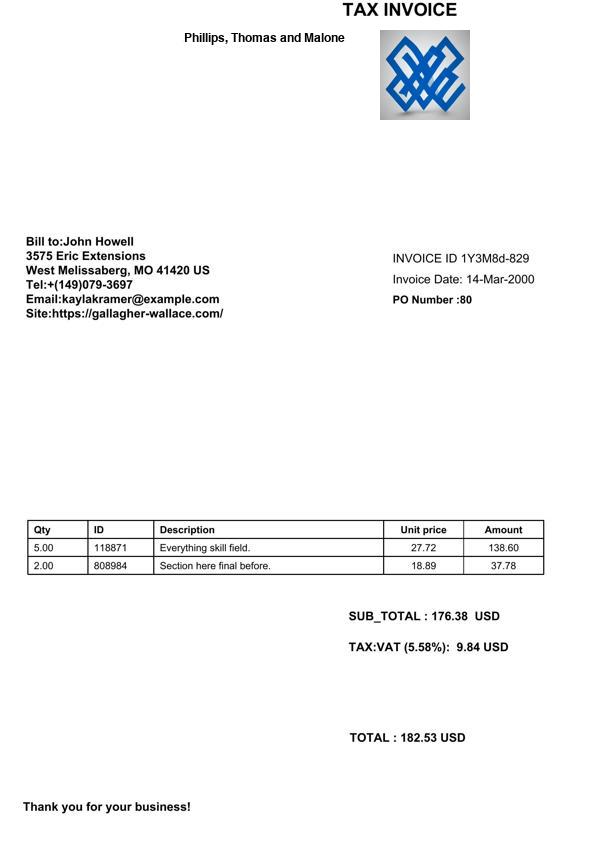 TAX INVOICE
Phillips, Thomas and Malone
Bill to:John Howell
3575 Eric Extensions
West Melissaberg, MO 41420 US
Tel:+(149)079-3697
Email:kaylakramer@example.com
Site:https://gallagher-wallace.com/
INVOICE ID 1Y3M8d-829
Invoice Date: 14-Mar-2000
PO Number :80
Qty ID Description Unit price Amount
5.00 118871 Everything skill field. 27.72 138.60
2.00 808984 Section here final before. 18.89 37.78
SUB_TOTAL : 176.38 USD
TAX:VAT (5.58%): 9.84 USD
TOTAL : 182.53 USD
Thank you for your business!